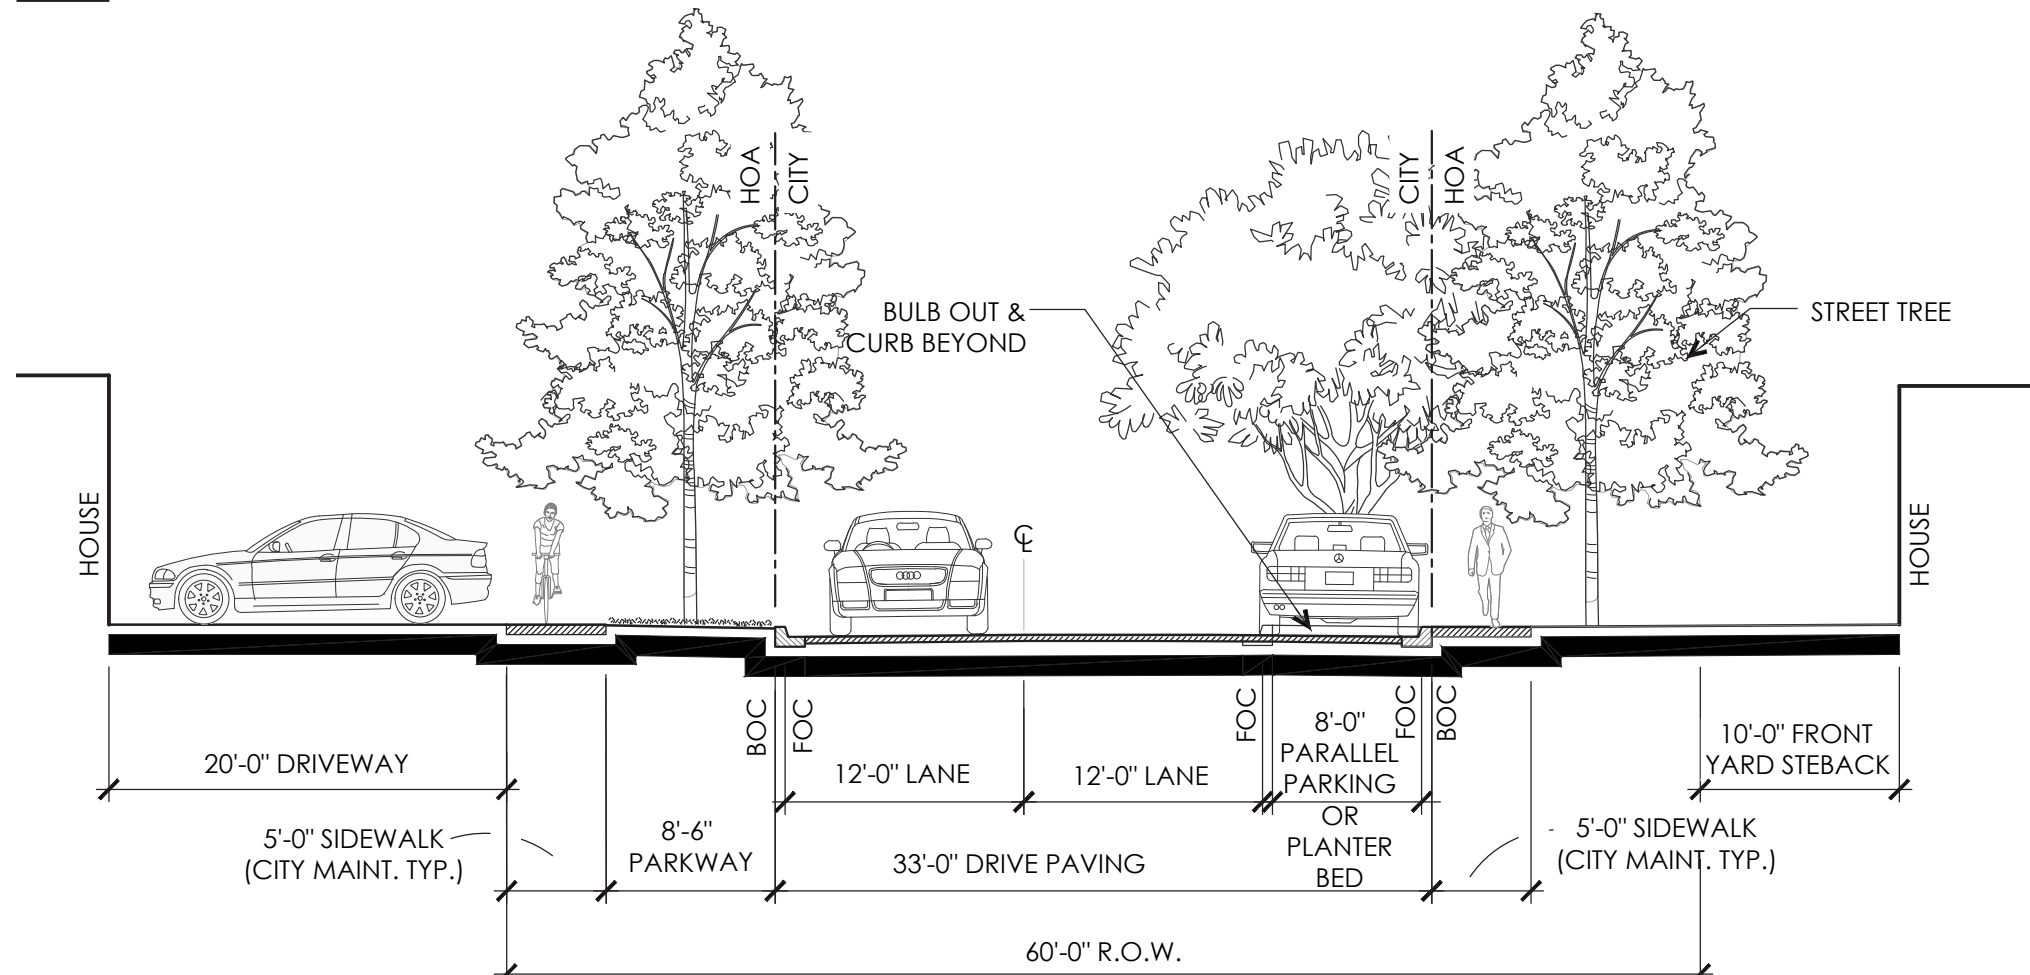 HOA
CITY
CITY
HOA
BULB OUT &
CURB BEYOND
STREET TREE
HOUSE
℄
HOUSE
BOC
FOC
FOC
FOC
BOC
20'-0" DRIVEWAY
12'-0" LANE
12'-0" LANE
8'-0"
PARALLEL
PARKING
OR
PLANTER
BED
10'-0" FRONT
YARD STEBACK
5'-0" SIDEWALK
(CITY MAINT. TYP.)
8'-6"
PARKWAY
33'-0" DRIVE PAVING
5'-0" SIDEWALK
(CITY MAINT. TYP.)
60'-0" R.O.W.